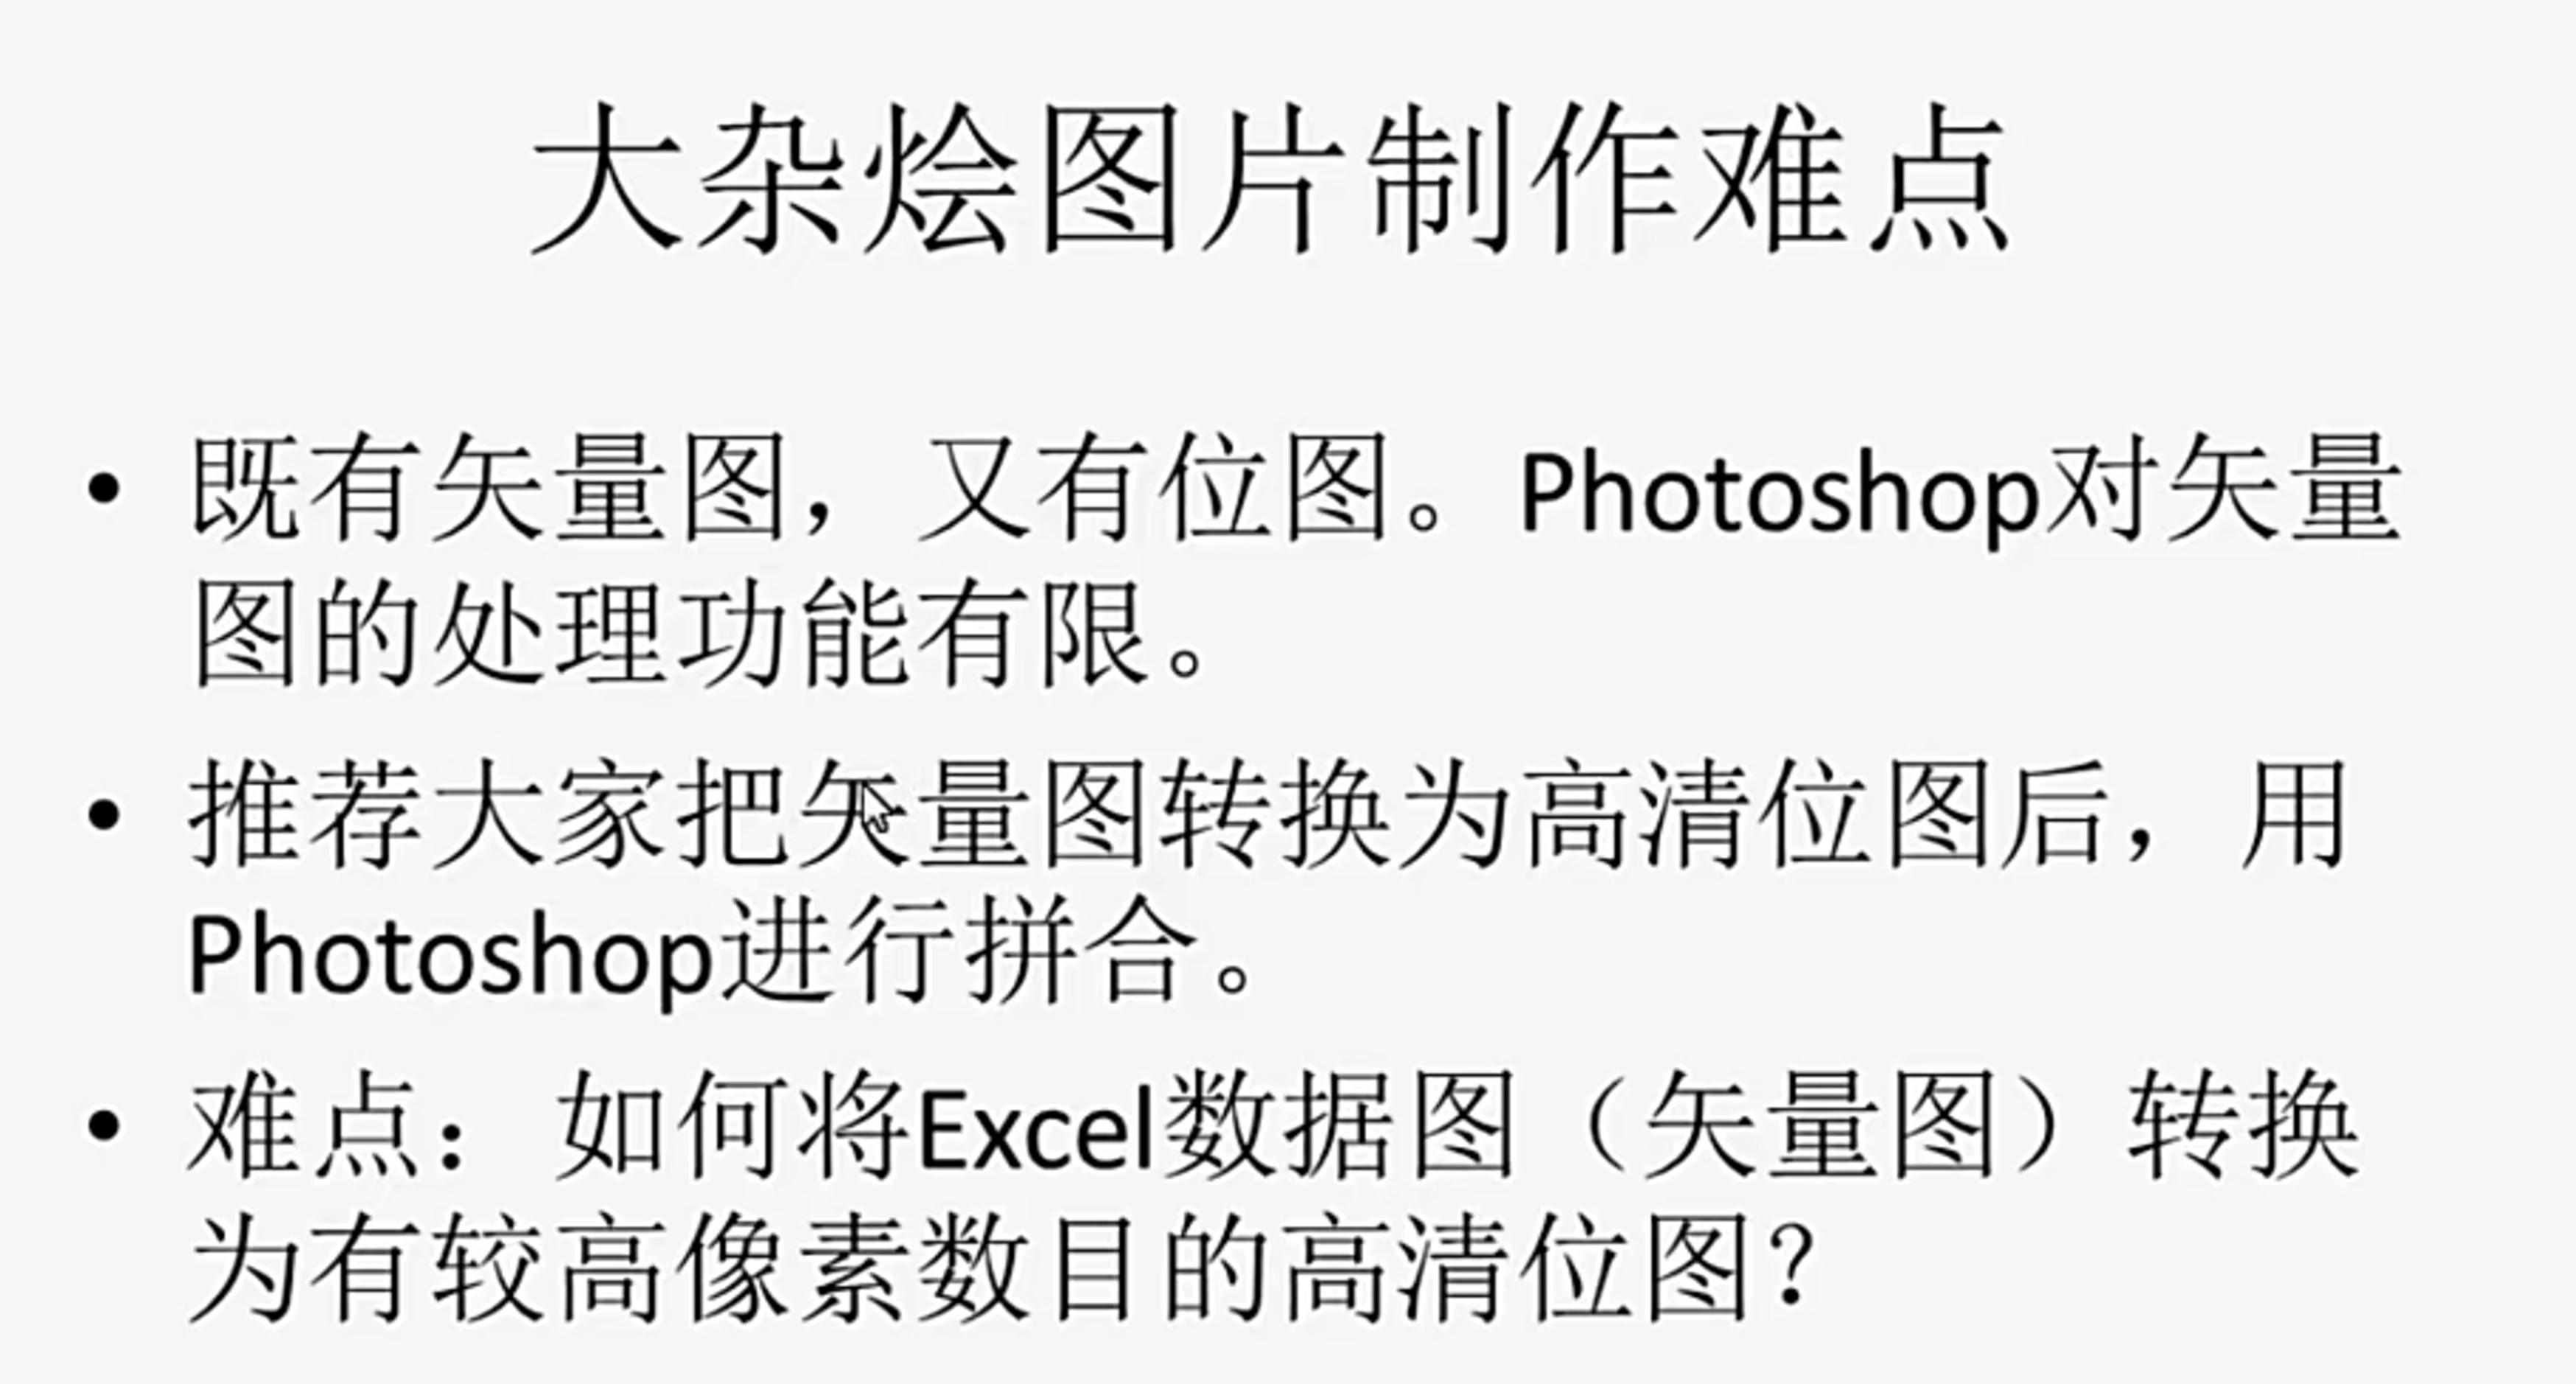 大杂烩图片制作难点
• 既有矢量图，又有位图。Photoshop对矢量
图的处理功能有限。
• 推荐大家把矢量图转换为高清位图后，用
Photoshop进行拼合。
• 难点：如何将Excel数据图（矢量图）转换
为有较高像素数目的高清位图？